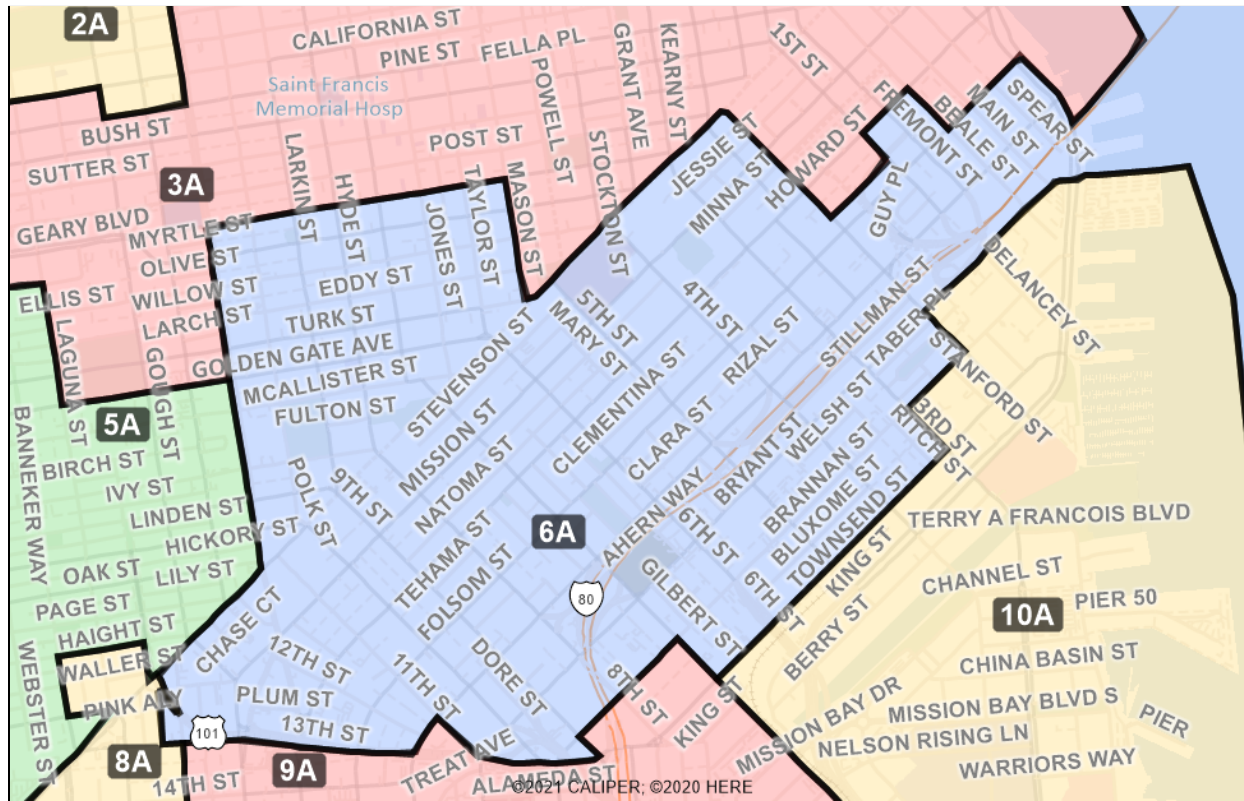 2A
CALIFORNIA ST
PINE ST
FELLA PL
POWELL ST
GRANT AVE
KEARNY ST
1ST ST
Saint Francis
Memorial Hosp
BUSH ST
SUTTER ST
3A
POST ST
STOCKTON ST
LARKIN ST
HYDE ST
JONES ST
TAYLOR ST
MASON ST
JESSIE ST
MINNA ST
HOWARD ST
FREMONT ST
BEALE ST
MAIN ST
SPEAR ST
GUY PL
GEARY BLVD
MYRTLE ST
OLIVE ST
ELLIS ST
WILLOW ST
LARCH ST
EDDY ST
TURK ST
GOLDEN GATE AVE
MCALLISTER ST
FULTON ST
LAGUNA ST
GOUGH ST
STEVENSON ST
5TH ST
MARY ST
4TH ST
RIZAL ST
STILLMAN ST
TABER PL
DELANCEY ST
STANFORD ST
BANNEKER WAY
5A
BIRCH ST
IVY ST
LINDEN ST
HICKORY ST
OAK ST
LILY ST
PAGE ST
HAIGHT ST
WALLER ST
PINK ALY
WEBSTER ST
POLK ST
9TH ST
MISSION ST
NATOMA ST
CLEMENTINA ST
CLARA ST
BRYANT ST
WELSH ST
BRANNAN ST
BLUXOME ST
TOWNSEND ST
RITCH ST
3RD ST
TEHAMA ST
FOLSOM ST
6A
AHERN WAY
6TH ST
GILBERT ST
6TH ST
KING ST
BERRY ST
80
CHASE CT
12TH ST
PLUM ST
13TH ST
11TH ST
DORE ST
8TH ST
KING ST
101
8A
9A
14TH ST
TREAT AVE
ALAMEDA ST
TERRY A FRANCOIS BLVD
CHANNEL ST
10A
PIER 50
CHINA BASIN ST
MISSION BAY DR
MISSION BAY BLVD S
NELSON RISING LN
PIER
WARRIORS WAY
©2021 CALIPER; ©2020 HERE